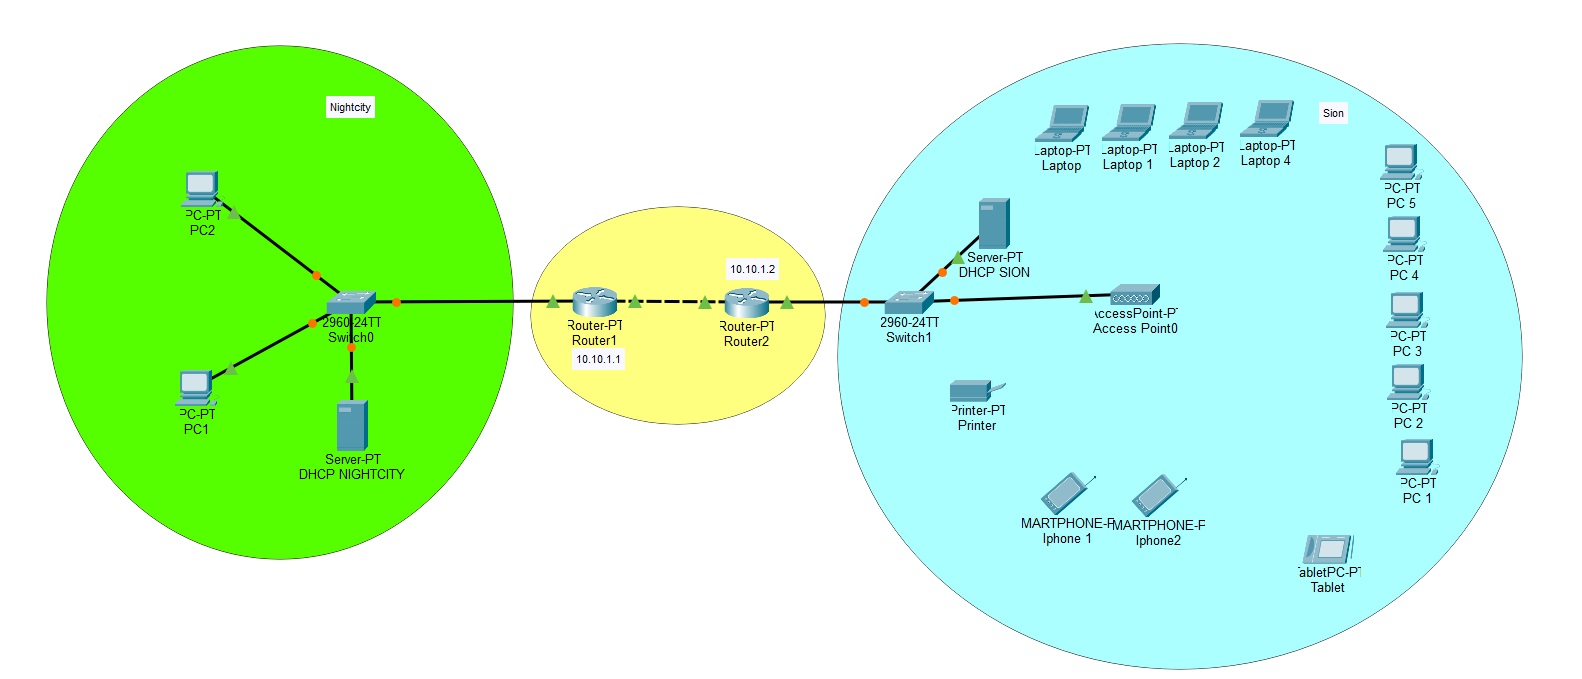 Nightcity
PC-PT
PC2
2960-24TT
Switch0
PC-PT
PC1
Server-PT
DHCP NIGHTCITY
Router-PT
Router1
10.10.1.1
10.10.1.2
Router-PT
Router2
Sion
Laptop-PT
Laptop
Laptop-PT
Laptop 1
Laptop-PT
Laptop 2
Laptop-PT
Laptop 4
Server-PT
DHCP SION
2960-24TT
Switch1
AccessPoint-PT
Access Point0
Printer-PT
Printer
MARTPHONE-P
Iphone 1
MARTPHONE-P
Iphone2
PC-PT
PC 5
PC-PT
PC 4
PC-PT
PC 3
PC-PT
PC 2
PC-PT
PC 1
TabletPC-PT
Tablet